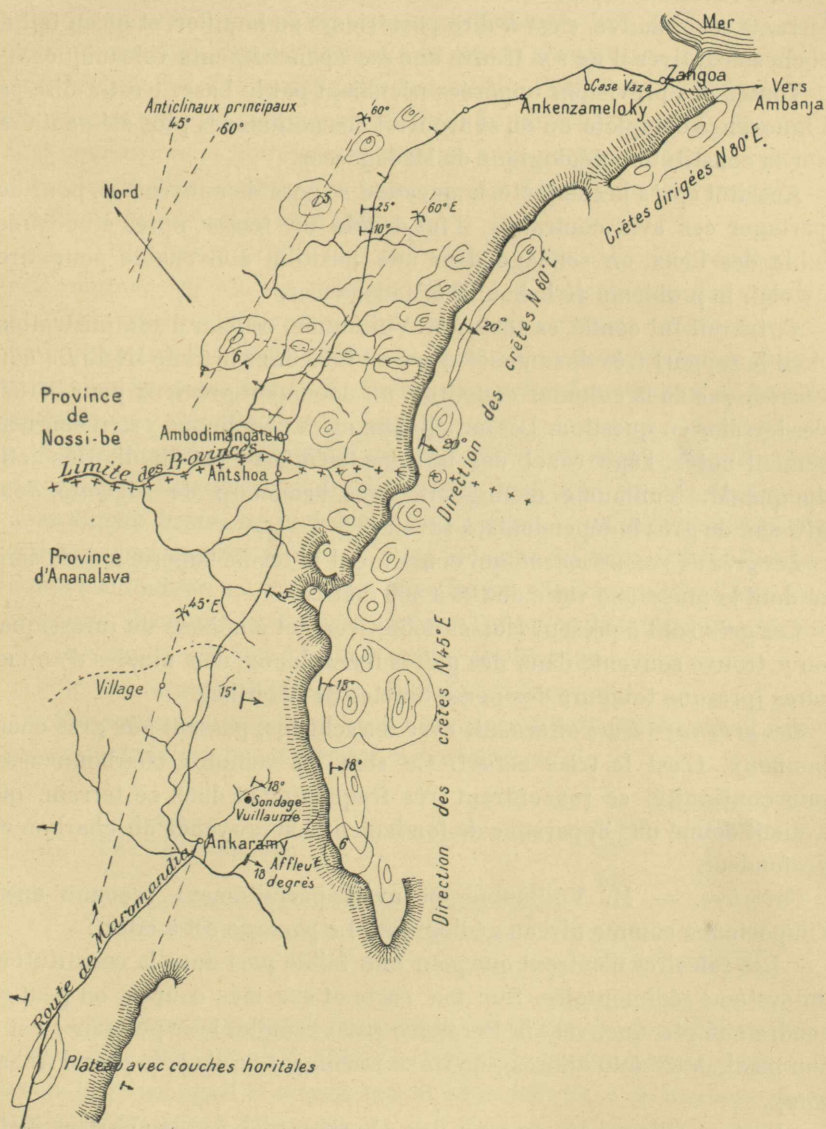 Mer
Zangoa
Case Vaza
Ankenzameloky
Vers
Ambanja
Anticlinaux principaux
45°
60°
60°
Nord
5
25°
10°
60°E
Crêtes dirigées N 80°E.
Direction des crêtes N 60°E
20°
6
Province
de
Nossi-bé
Ambodimangatelo
Limite des Provinces
Antshoa
20°
Province
d'Ananalava
5°
45°E
Village
15°
15°
Direction des crêtes N45°E
18°
18°
Sondage
Vuillaume
Ankaramy
6
Affleut
18 degrés
Route de Maromandia
Plateau avec couches horitales